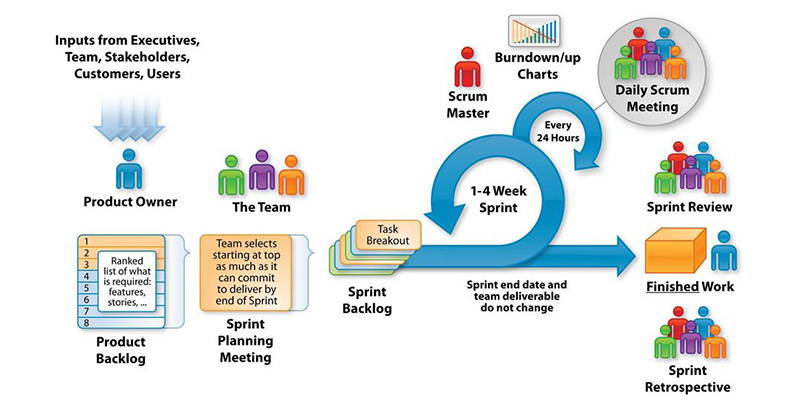 Inputs from Executives,
Team, Stakeholders,
Customers, Users
Product Owner
The Team
1
2
3
4
5
6
7
8
Ranked
list of what
is required:
features,
stories, ...
Product
Backlog
Team selects
starting at top
as much as it
can commit
to deliver by
end of Sprint
Sprint
Planning
Meeting
Task
Breakout
Sprint
Backlog
Scrum
Master
Burndown/up
Charts
Daily Scrum
Meeting
Every
24 Hours
1-4 Week
Sprint
Sprint end date and
team deliverable
do not change
Sprint Review
Finished Work
Sprint
Retrospective